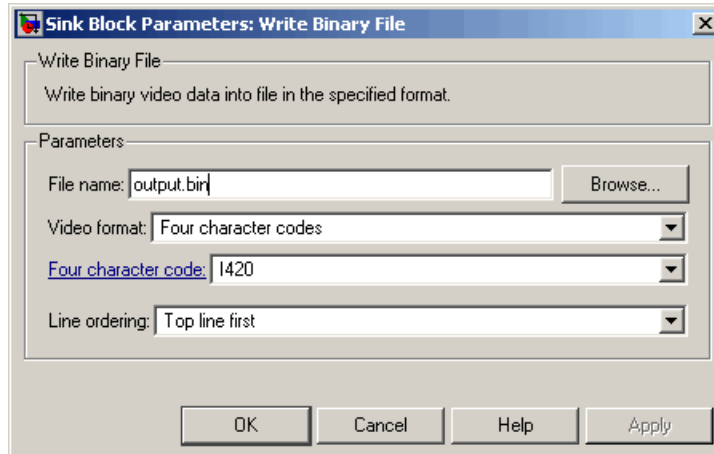 Sink Block Parameters: Write Binary File
Write Binary File
Write binary video data into file in the specified format.
Parameters
File name: output.bin Browse...
Video format: Four character codes
Four character code: I420
Line ordering: Top line first
OK Cancel Help Apply